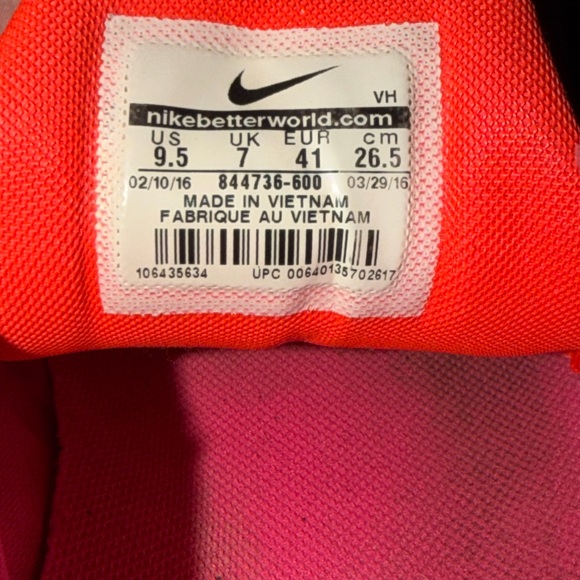 VH
nikebetterworld.com
US UK EUR cm
9.5 7 41 26.5
02/10/16 844736-600 03/29/16
MADE IN VIETNAM
FABRIQUE AU VIETNAM
106435634 UPC 00640135702617